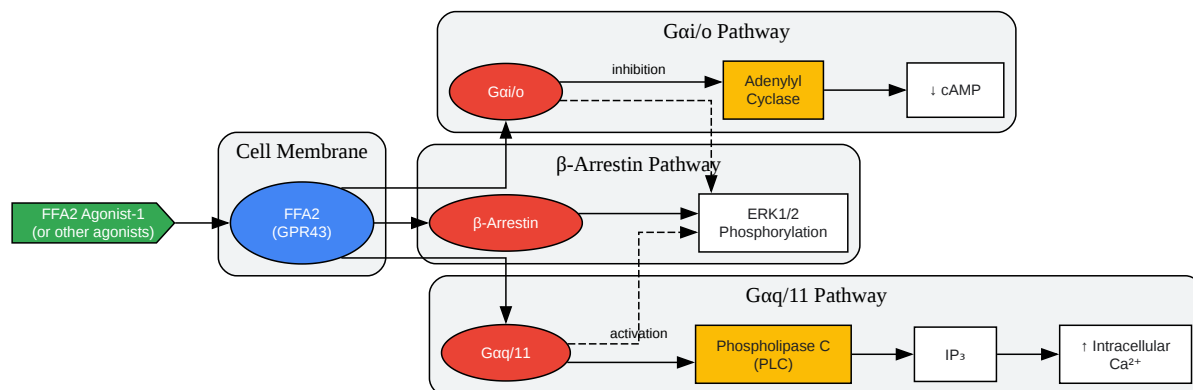 Gαi/o Pathway
inhibition
Gαi/o
Adenylyl
Cyclase
↓ cAMP
Cell Membrane
β-Arrestin Pathway
FFA2 Agonist-1
(or other agonists)
FFA2
(GPR43)
β-Arrestin
ERK1/2
Phosphorylation
Gαq/11 Pathway
activation
Gαq/11
Phospholipase C
(PLC)
IP₃
↑ Intracellular
Ca²⁺